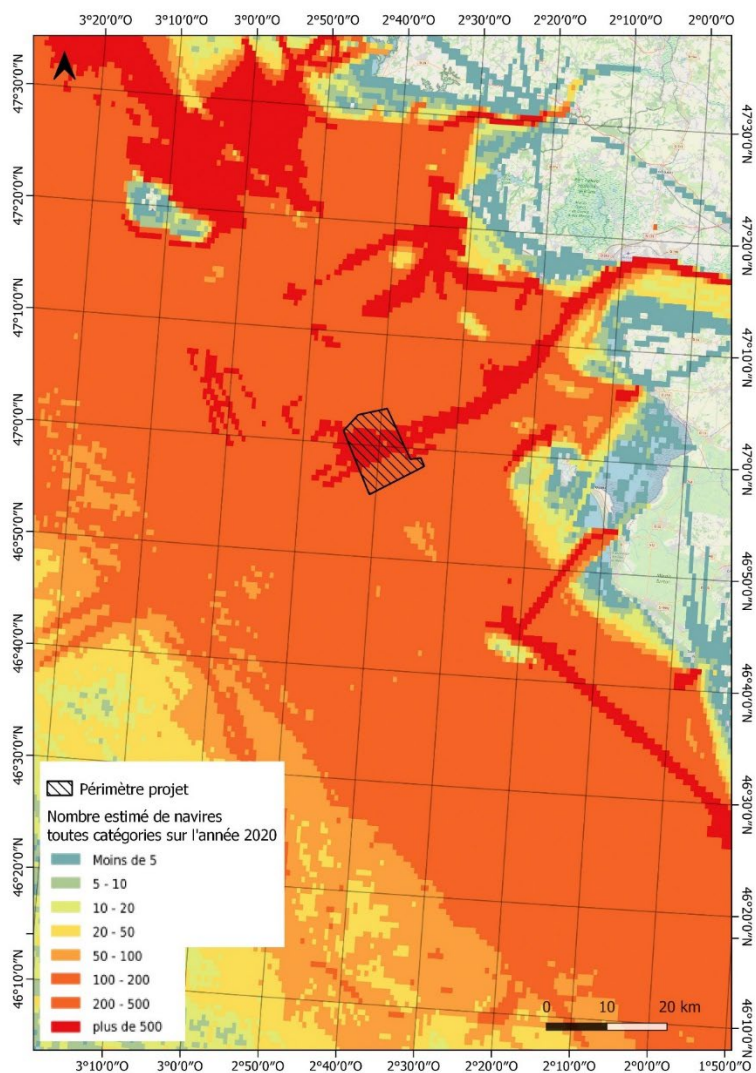 3°20'0"W 3°10'0"W 3°0'0"W 2°50'0"W 2°40'0"W 2°20'0"W 2°10'0"W 2°0'0"W
47°30'0"N
47°20'0"N
47°10'0"N
47°0'0"N
46°50'0"N
46°40'0"N
46°30'0"N
46°20'0"N
46°10'0"N
47°30'0"N
47°20'0"N
47°10'0"N
47°0'0"N
46°50'0"N
46°40'0"N
46°30'0"N
46°20'0"N
46°10'0"N
Périmètre projet
Nombre estimé de navires
toutes catégories sur l'année 2020
Moins de 5
5 - 10
10 - 20
20 - 50
50 - 100
100 - 200
200 - 500
plus de 500
0 10 20 km
3°10'0"W 3°0'0"W 2°50'0"W 2°40'0"W 2°30'0"W 2°20'0"W 2°10'0"W 2°0'0"W 1°50'0"W